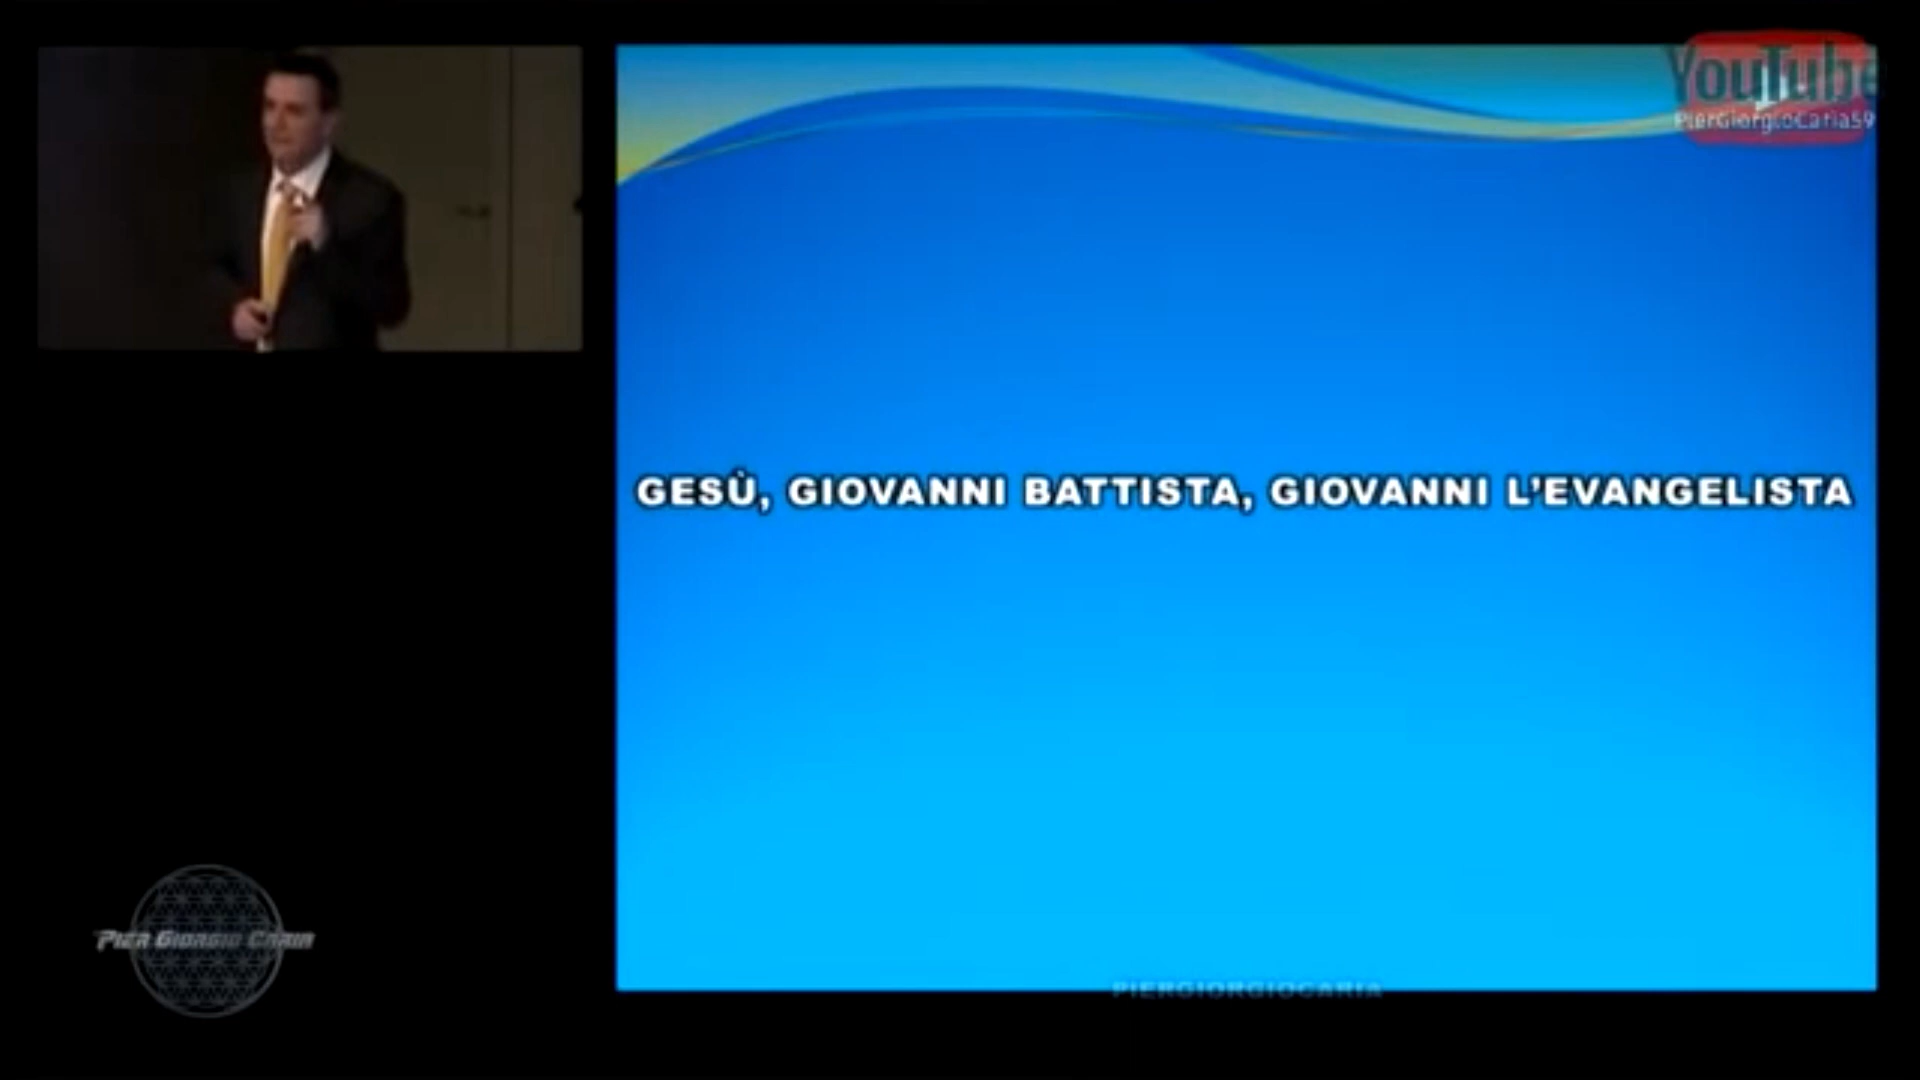 YouTube
PierGiorgioCaria59
GESÙ, GIOVANNI BATTISTA, GIOVANNI L'EVANGELISTA
PIER GIORGIO CARIA
PIERGIORGIOCARIA